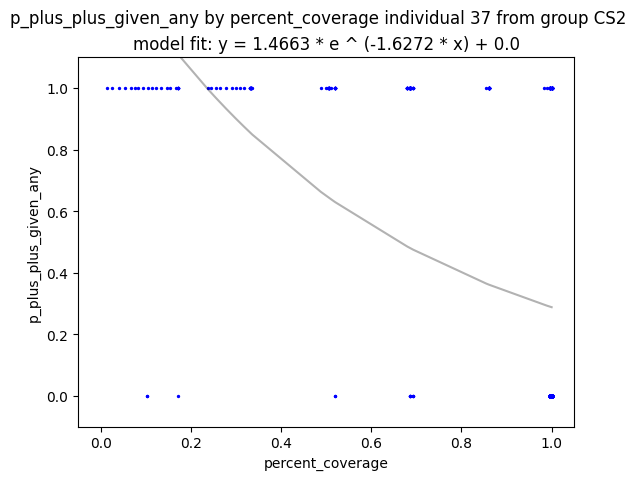 p_plus_plus_given_any by percent_coverage individual 37 from group CS2
model fit: y = 1.4663 * e ^ (-1.6272 * x) + 0.0
1.0
0.8
0.6
0.4
0.2
0.0
p_plus_plus_given_any
0.0 0.2 0.4 0.6 0.8 1.0
percent_coverage